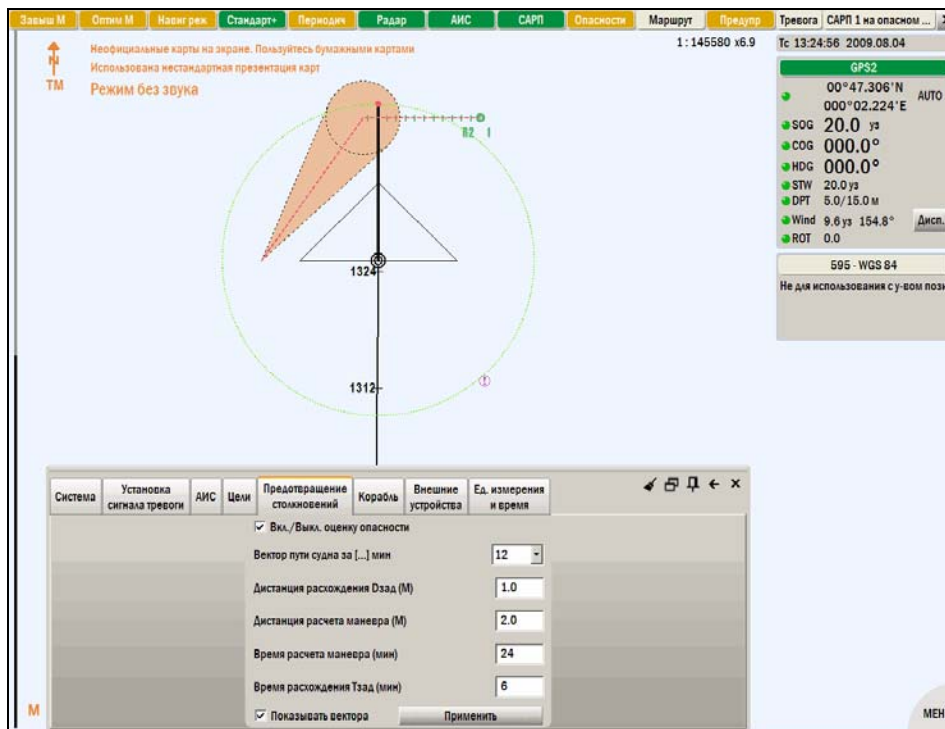 Завыш М Оптим М Навиг реж Стандарт+ Периодич Радар АИС САРП Опасности Маршрут Предупр Тревога САРП 1 на опасном ...
Неофициальные карты на экране. Пользуйтесь бумажными картами
Использована нестандартная презентация карт
Режим без звука
N
ТМ
1 : 145580 x6.9
Тс 13:24:56 2009.08.04
GPS2
00°47.306'N
000°02.224'E
AUTO
SOG 20.0 уз
COG 000.0°
HDG 000.0°
STW 20.0 уз
DPT 5.0/15.0 м
Wind 9.6 уз 154.8° Дисп.
ROT 0.0
595 - WGS 84
Не для использования с у-вом пози
1324
1312
Система
Установка сигнала тревоги
АИС
Цели
Предотвращение столкновений
Корабль
Внешние устройства
Ед. измерения и время
Вкл./Выкл. оценку опасности
Вектор пути судна за [...] мин 12
Дистанция расхождения Dзад (М) 1.0
Дистанция расчета маневра (М) 2.0
Время расчета маневра (мин) 24
Время расхождения Tзад (мин) 6
Показывать вектора Применить
М
МЕН